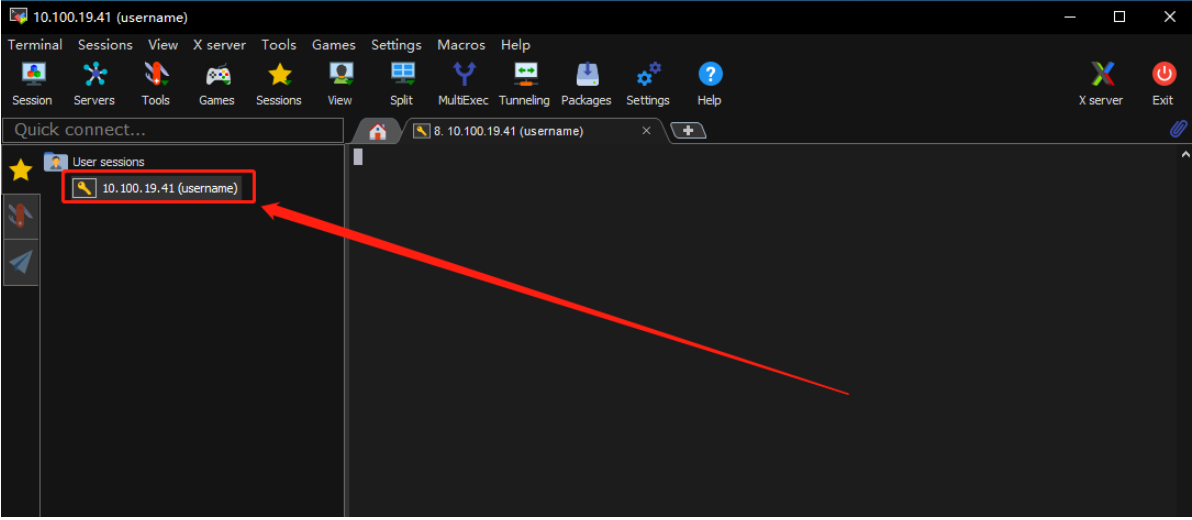 10.100.19.41 (username)
Terminal Sessions View X server Tools Games Settings Macros Help
Session Servers Tools Games Sessions View Split MultiExec Tunneling Packages Settings Help X server Exit
Quick connect...
8. 10.100.19.41 (username)
User sessions
10.100.19.41 (username)